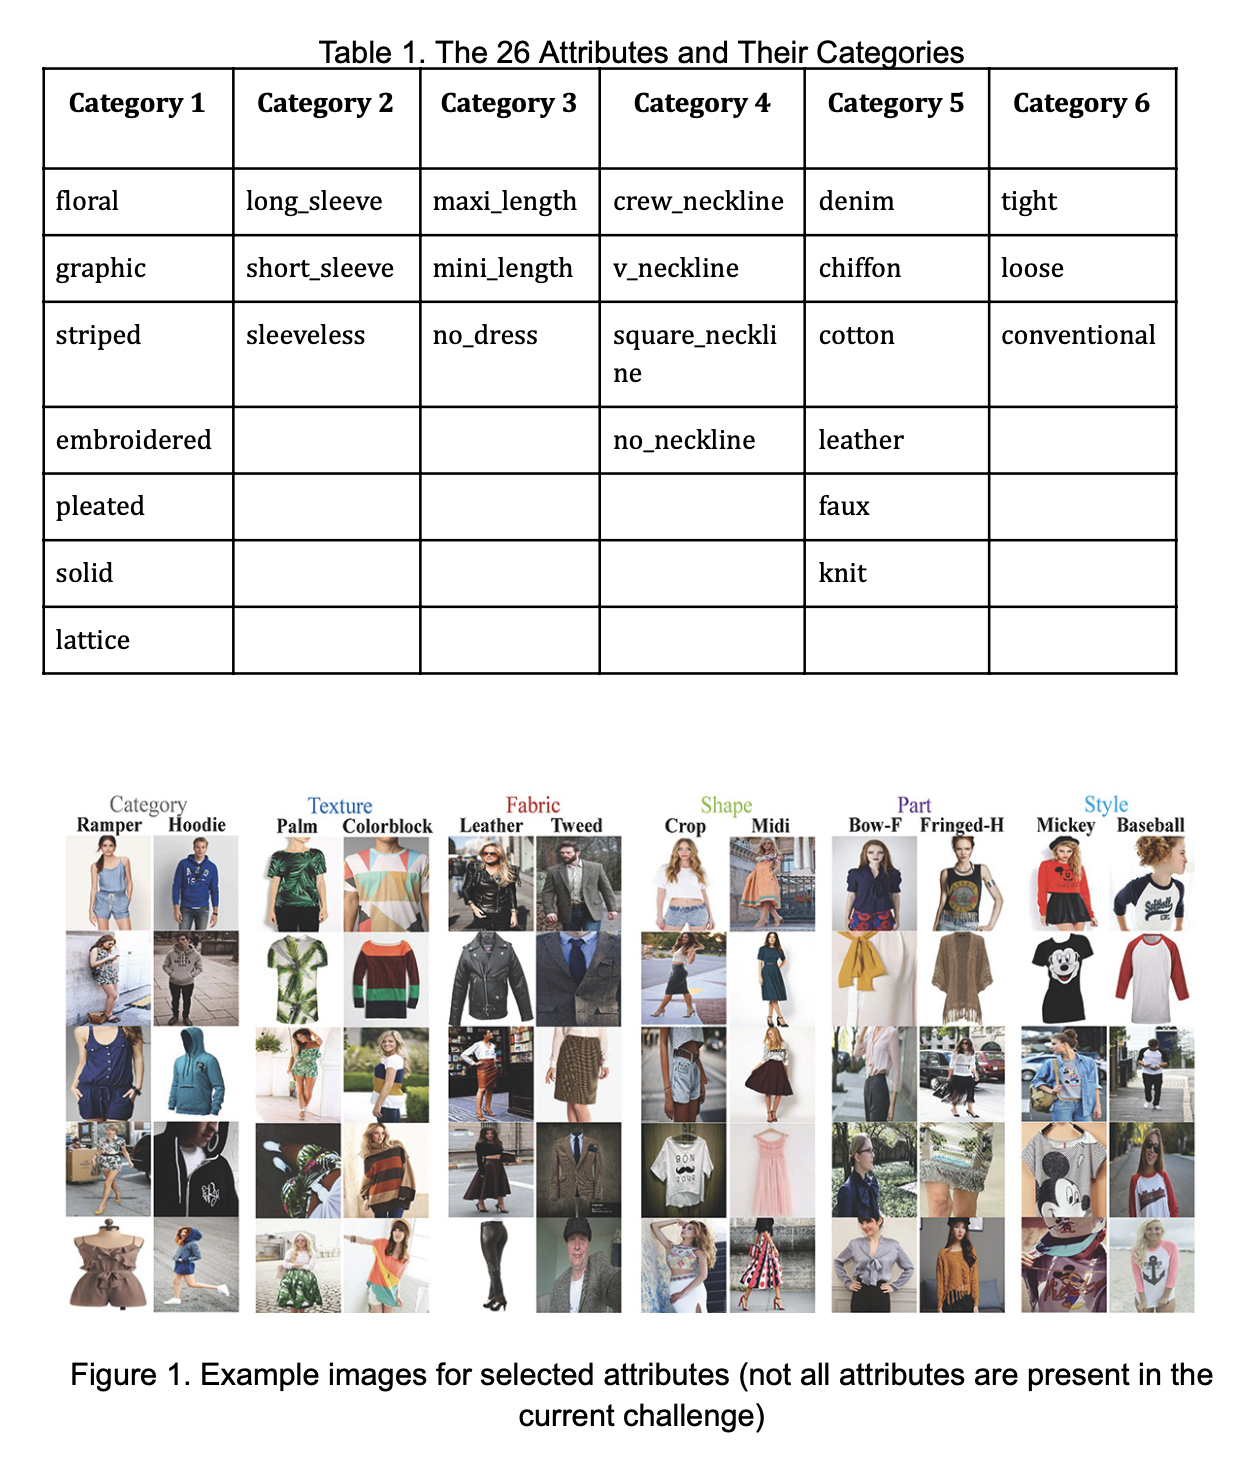 Table 1. The 26 Attributes and Their Categories
Category 1 Category 2 Category 3 Category 4 Category 5 Category 6
floral long_sleeve maxi_length crew_neckline denim tight
graphic short_sleeve mini_length v_neckline chiffon loose
striped sleeveless no_dress square_neckli cotton conventional
ne
embroidered no_neckline leather
pleated faux
solid knit
lattice
Category Texture Fabric Shape Part Style
Ramper Hoodie Palm Colorblock Leather Tweed Crop Midi Bow-F Fringed-H Mickey Baseball
BON
Figure 1. Example images for selected attributes (not all attributes are present in the
current challenge)